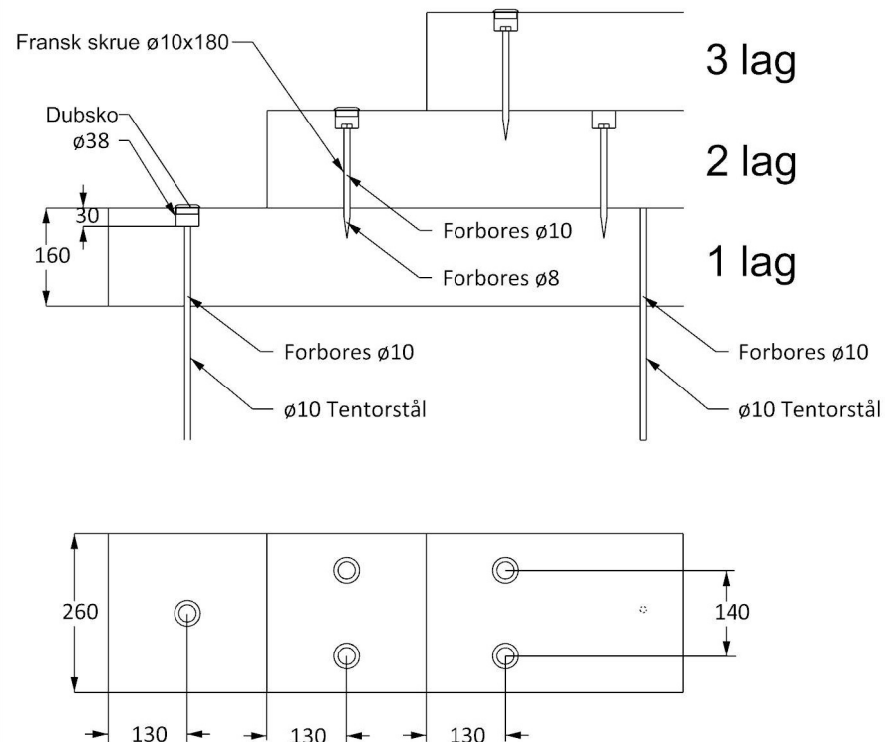 Fransk skrue ø10x180
3 lag
Dubsko
ø38
2 lag
30
Forbores ø10
160
Forbores ø8
1 lag
Forbores ø10
Forbores ø10
ø10 Tentorstål
ø10 Tentorstål
260
140
130
130
130